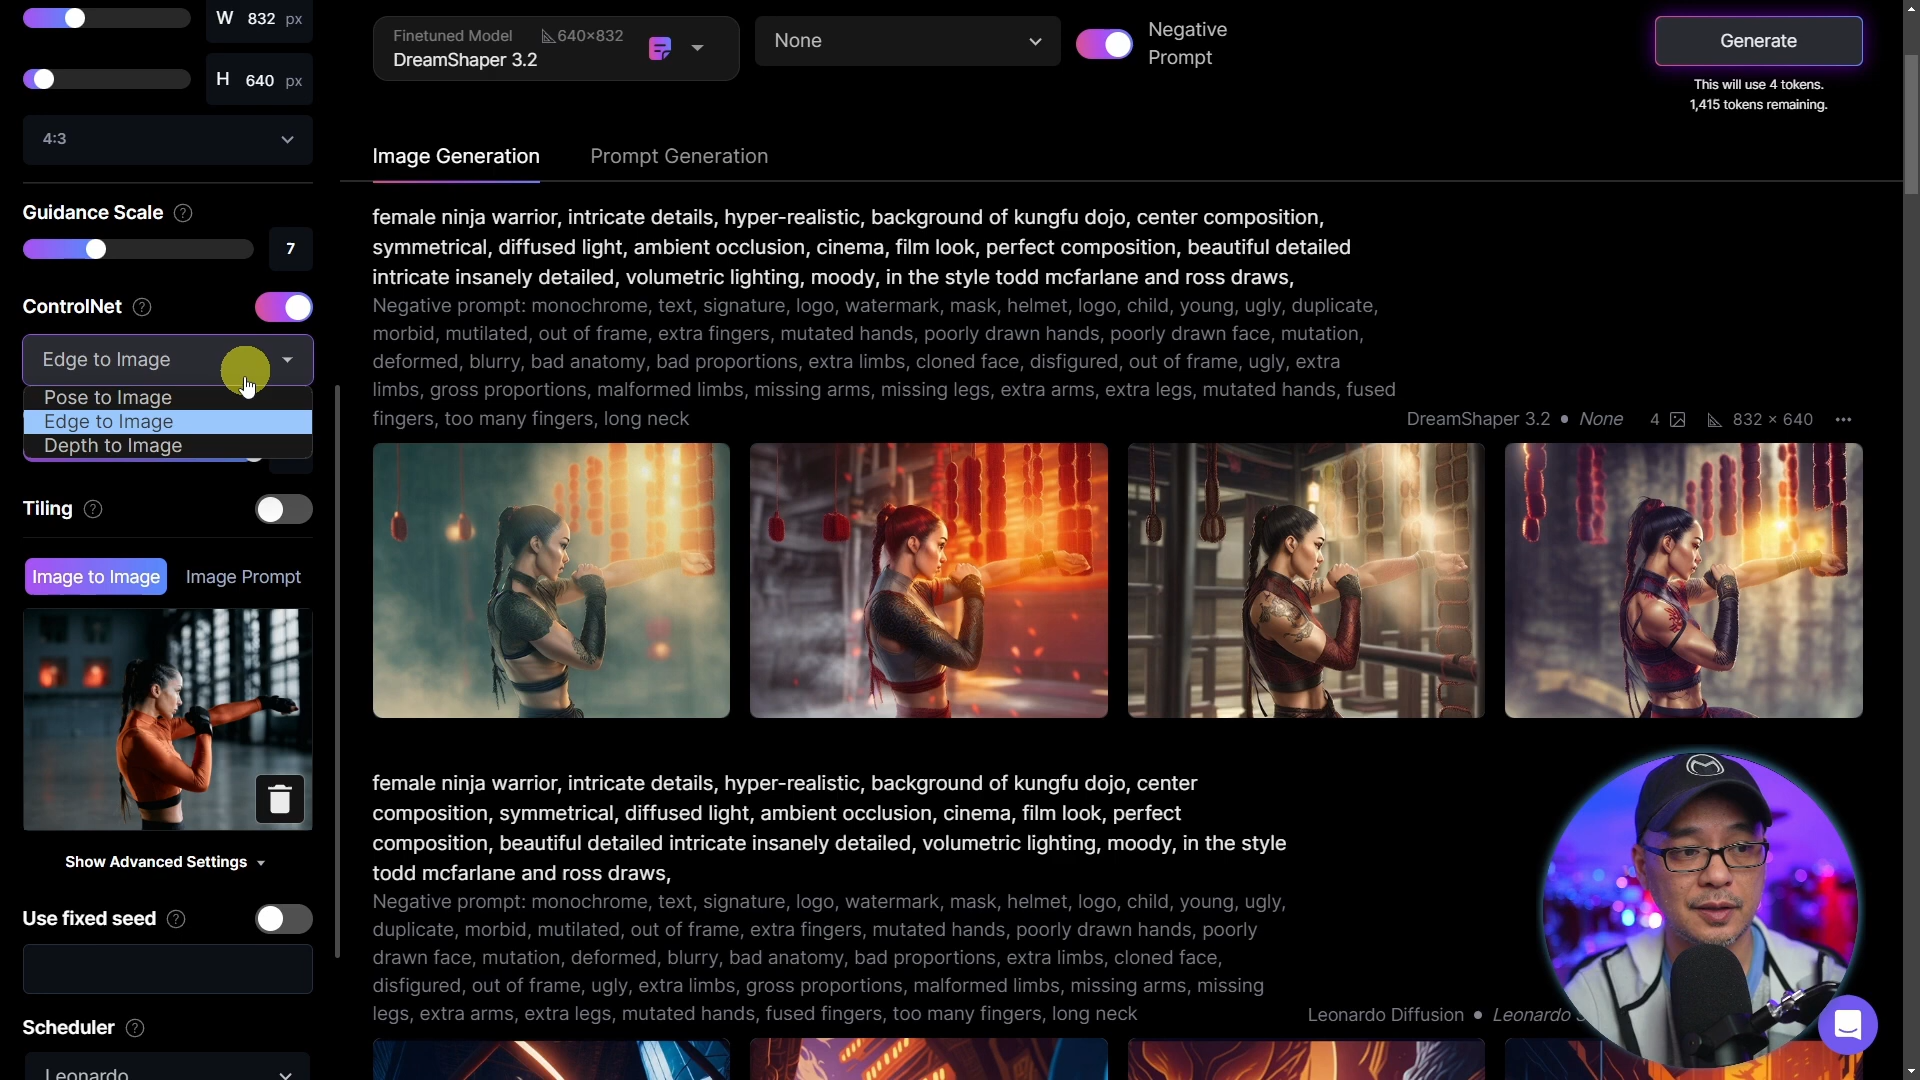 W 832 px
H 640 px
4:3
Guidance Scale ?
7
ControlNet ?
Edge to Image
Pose to Image
Edge to Image
Depth to Image
Tiling ?
Image to Image Image Prompt
Show Advanced Settings
Use fixed seed ?
Scheduler ?
Leonardo
Finetuned Model 640×832
DreamShaper 3.2
None
Negative
Prompt
Generate
This will use 4 tokens.
1,415 tokens remaining.
Image Generation Prompt Generation
female ninja warrior, intricate details, hyper-realistic, background of kungfu dojo, center composition,
symmetrical, diffused light, ambient occlusion, cinema, film look, perfect composition, beautiful detailed
intricate insanely detailed, volumetric lighting, moody, in the style todd mcfarlane and ross draws,
Negative prompt: monochrome, text, signature, logo, watermark, mask, helmet, logo, child, young, ugly, duplicate,
morbid, mutilated, out of frame, extra fingers, mutated hands, poorly drawn hands, poorly drawn face, mutation,
deformed, blurry, bad anatomy, bad proportions, extra limbs, cloned face, disfigured, out of frame, ugly, extra
limbs, gross proportions, malformed limbs, missing arms, missing legs, extra arms, extra legs, mutated hands, fused
fingers, too many fingers, long neck
DreamShaper 3.2 • None 4 832 × 640 •••
female ninja warrior, intricate details, hyper-realistic, background of kungfu dojo, center
composition, symmetrical, diffused light, ambient occlusion, cinema, film look, perfect
composition, beautiful detailed intricate insanely detailed, volumetric lighting, moody, in the style
todd mcfarlane and ross draws,
Negative prompt: monochrome, text, signature, logo, watermark, mask, helmet, logo, child, young, ugly,
duplicate, morbid, mutilated, out of frame, extra fingers, mutated hands, poorly drawn hands, poorly
drawn face, mutation, deformed, blurry, bad anatomy, bad proportions, extra limbs, cloned face,
disfigured, out of frame, ugly, extra limbs, gross proportions, malformed limbs, missing arms, missing
legs, extra arms, extra legs, mutated hands, fused fingers, too many fingers, long neck
Leonardo Diffusion • Leonardo